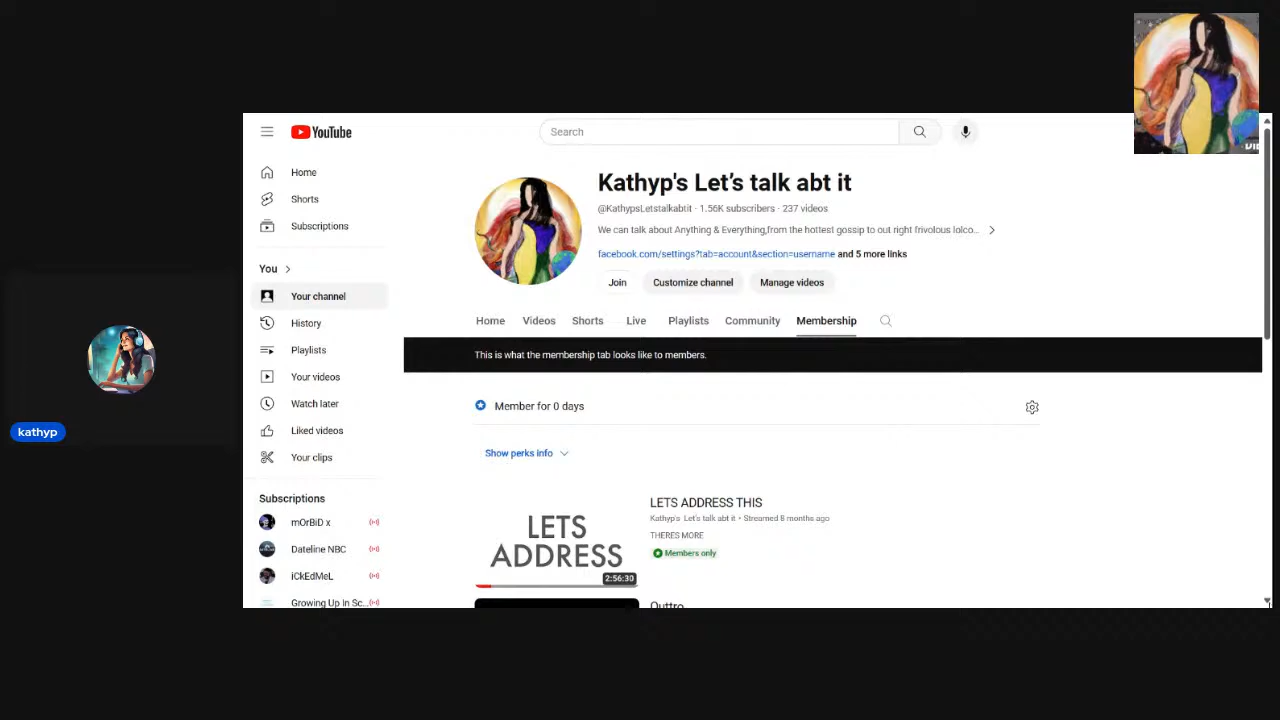 YouTube
Search
Home
Shorts
Subscriptions
You
Your channel
History
Playlists
Your videos
Watch later
Liked videos
Your clips
Subscriptions
mOrBiD x
Dateline NBC
iCkEdMeL
Growing Up In Sc...
kathyp
Kathyp's Let’s talk abt it
@KathypsLetstalkabtit · 1.56K subscribers · 237 videos
We can talk about Anything & Everything,from the hottest gossip to out right frivolous lolco...
facebook.com/settings?tab=account&section=username and 5 more links
Join Customize channel Manage videos
Home Videos Shorts Live Playlists Community Membership
This is what the membership tab looks like to members.
Member for 0 days
Show perks info
LETS
ADDRESS
2:56:30
LETS ADDRESS THIS
Kathyp's Let's talk abt it • Streamed 8 months ago
THERES MORE
Members only
Outtro